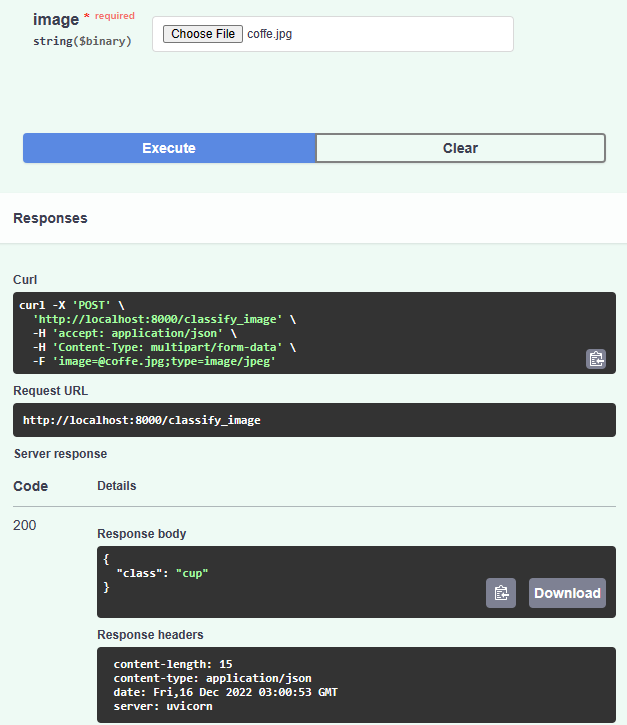 image * required
string($binary)
Choose File coffe.jpg
Execute
Clear
Responses
Curl
curl -X 'POST' \
'http://localhost:8000/classify_image' \
-H 'accept: application/json' \
-H 'Content-Type: multipart/form-data' \
-F 'image=@coffe.jpg;type=image/jpeg'
Request URL
http://localhost:8000/classify_image
Server response
Code Details
200
Response body
{
"class": "cup"
}
Download
Response headers
content-length: 15
content-type: application/json
date: Fri,16 Dec 2022 03:00:53 GMT
server: uvicorn